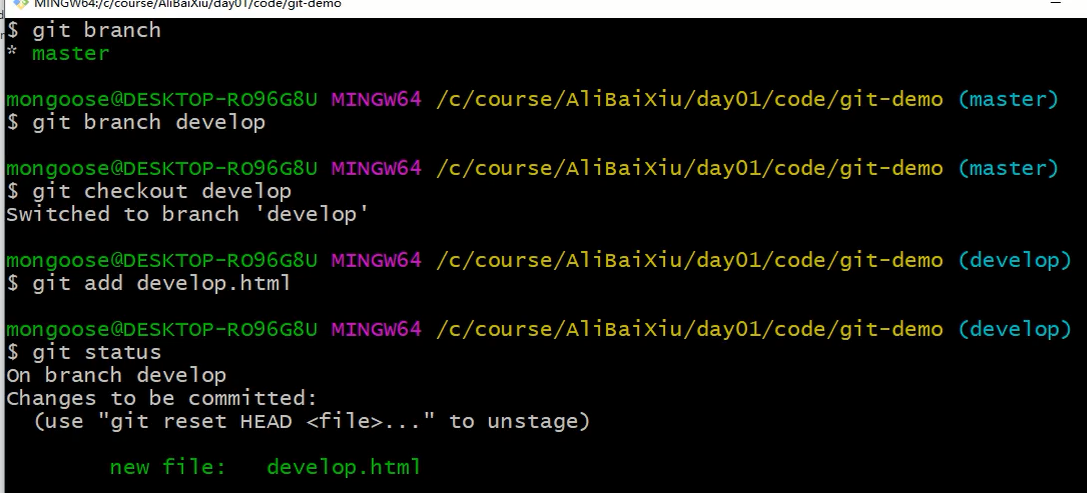 MINGW64:/c/course/AliBaiXiu/day01/code/git-demo
$ git branch
* master
mongoose@DESKTOP-RO96G8U MINGW64 /c/course/AliBaiXiu/day01/code/git-demo (master)
$ git branch develop
mongoose@DESKTOP-RO96G8U MINGW64 /c/course/AliBaiXiu/day01/code/git-demo (master)
$ git checkout develop
Switched to branch 'develop'
mongoose@DESKTOP-RO96G8U MINGW64 /c/course/AliBaiXiu/day01/code/git-demo (develop)
$ git add develop.html
mongoose@DESKTOP-RO96G8U MINGW64 /c/course/AliBaiXiu/day01/code/git-demo (develop)
$ git status
On branch develop
Changes to be committed:
  (use "git reset HEAD <file>..." to unstage)
        new file:   develop.html